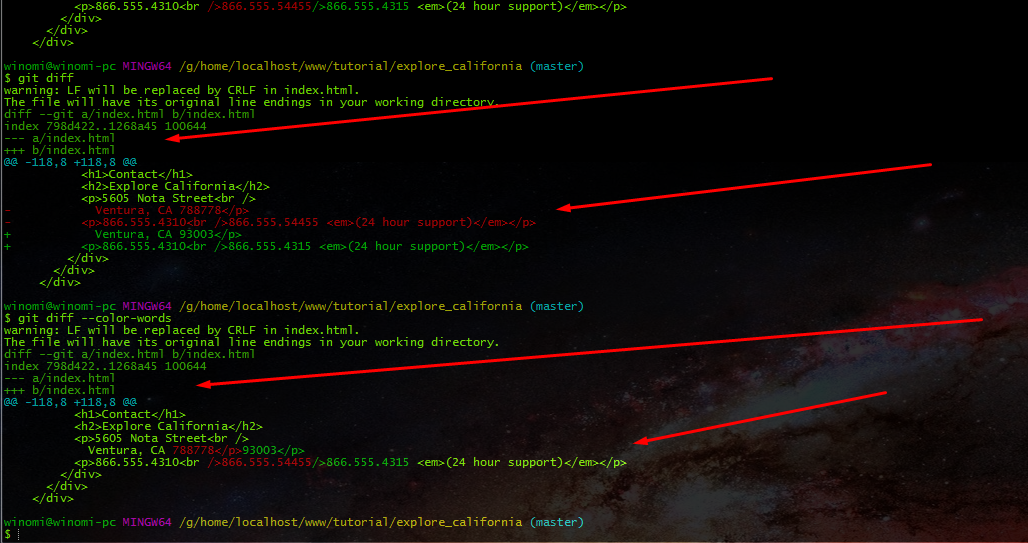 <p>866.555.4310<br />866.555.54455/>866.555.4315 <em>(24 hour support)</em></p>
</div>
</div>
</div>
winomi@winomi-pc MINGW64 /g/home/localhost/www/tutorial/explore_california (master)
$ git diff
warning: LF will be replaced by CRLF in index.html.
The file will have its original line endings in your working directory.
diff --git a/index.html b/index.html
index 798d422..1268a45 100644
--- a/index.html
+++ b/index.html
@@ -118,8 +118,8 @@
<h1>Contact</h1>
<h2>Explore California</h2>
<p>5605 Nota Street<br />
- Ventura, CA 788778</p>
- <p>866.555.4310<br />866.555.54455 <em>(24 hour support)</em></p>
+ Ventura, CA 93003</p>
+ <p>866.555.4310<br />866.555.4315 <em>(24 hour support)</em></p>
</div>
</div>
</div>
winomi@winomi-pc MINGW64 /g/home/localhost/www/tutorial/explore_california (master)
$ git diff --color-words
warning: LF will be replaced by CRLF in index.html.
The file will have its original line endings in your working directory.
diff --git a/index.html b/index.html
index 798d422..1268a45 100644
--- a/index.html
+++ b/index.html
@@ -118,8 +118,8 @@
<h1>Contact</h1>
<h2>Explore California</h2>
<p>5605 Nota Street<br />
Ventura, CA 788778</p>93003</p>
<p>866.555.4310<br />866.555.54455/>866.555.4315 <em>(24 hour support)</em></p>
</div>
</div>
</div>
winomi@winomi-pc MINGW64 /g/home/localhost/www/tutorial/explore_california (master)
$